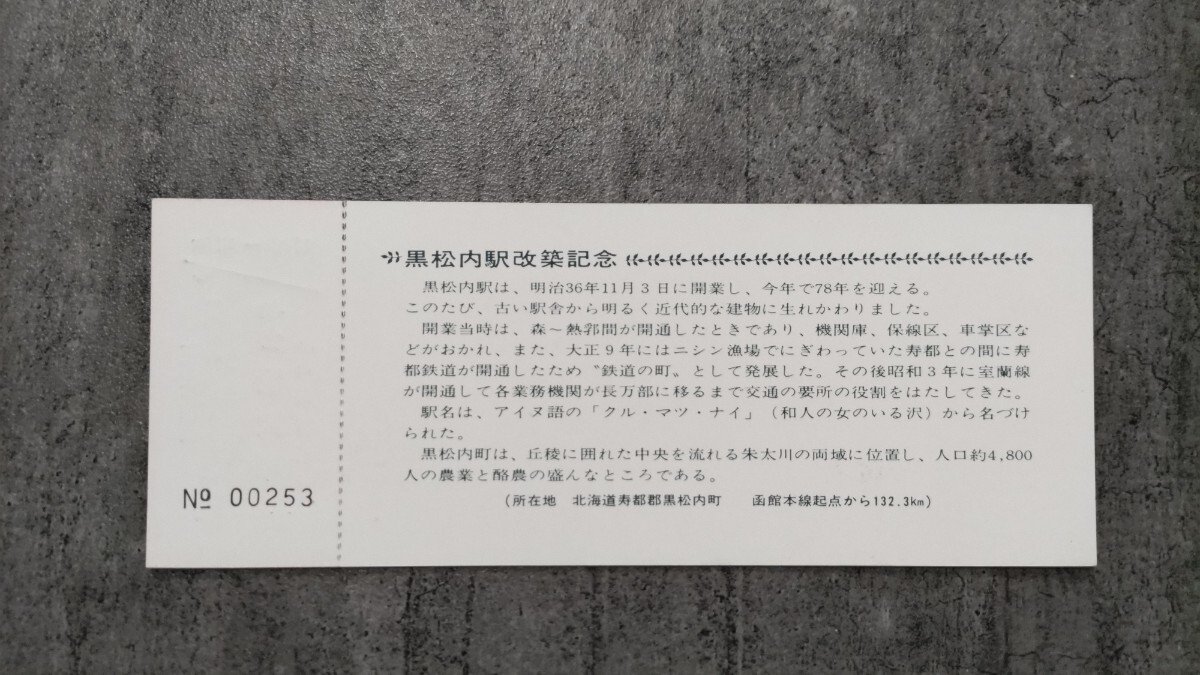 黒松内駅改築記念
黒松内駅は、明治36年11月3日に開業し、今年で78年を迎える。
このたび、古い駅舎から明るく近代的な建物に生れかわりました。
開業当時は、森〜熱郛間が開通したときであり、機関庫、保線区、車掌区な
どがおかれ、また、大正9年にはニシン漁場でにぎわっていた寿都との間に寿
都鉄道が開通したため〝鉄道の町〟として発展した。その後昭和3年に室蘭線
が開通して各業務機関が長万部に移るまで交通の要所の役割をはたしてきた。
駅名は、アイヌ語の「クル・マツ・ナイ」（和人の女のいる沢）から名づけ
られた。
黒松内町は、丘稜に囲れた中央を流れる朱太川の両域に位置し、人口約4,800
人の農業と酪農の盛んなところである。
(所在地　北海道寿都郡黒松内町　函館本線起点から132.3km)
№ 00253